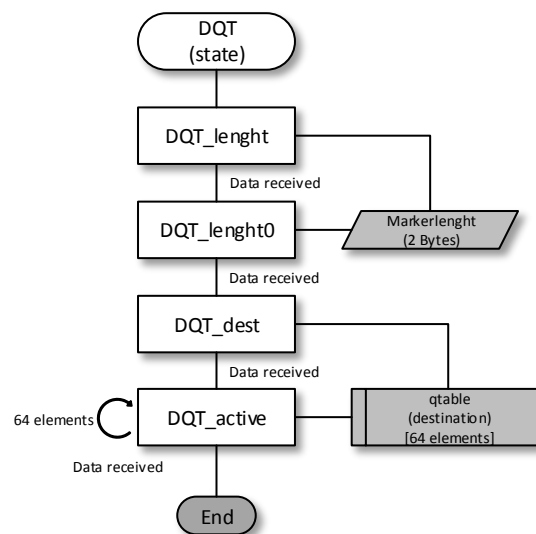 DQT
(state)
DQT_lenght
Data received
DQT_lenght0
Markerlenght
(2 Bytes)
Data received
DQT_dest
Data received
64 elements
DQT_active
qtable
(destination)
[64 elements]
Data received
End